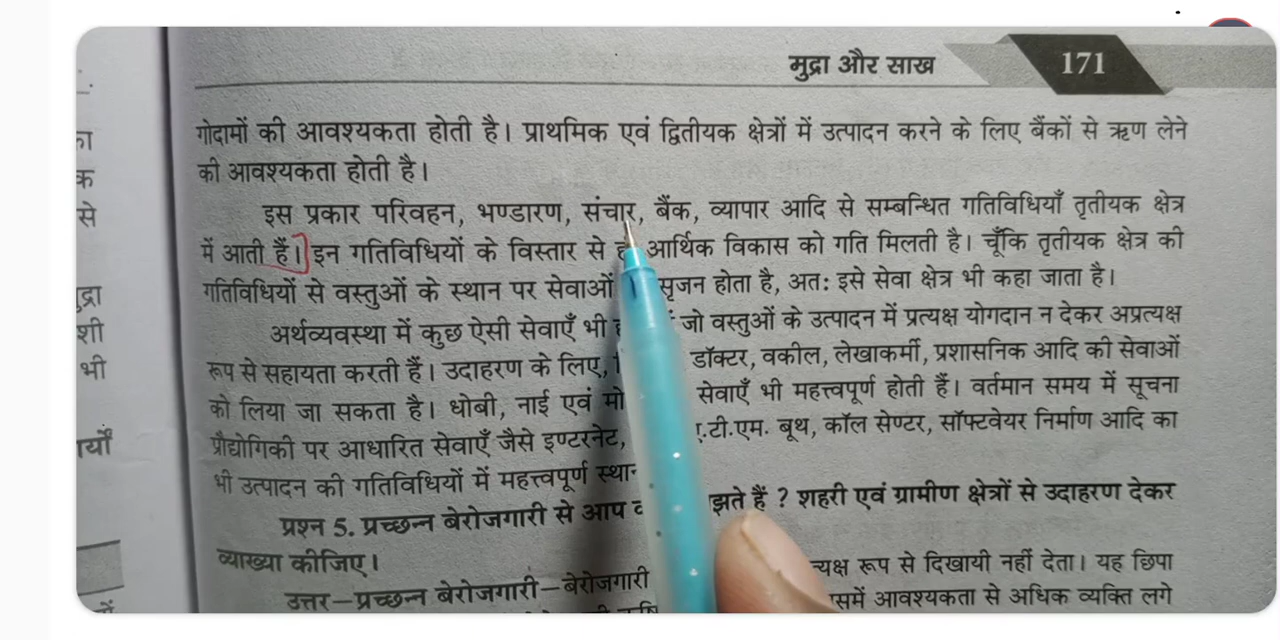 मुद्रा और साख 171
गोदामों की आवश्यकता होती है। प्राथमिक एवं द्वितीयक क्षेत्रों में उत्पादन करने के लिए बैंकों से ऋण लेने
की आवश्यकता होती है।
इस प्रकार परिवहन, भण्डारण, संचार, बैंक, व्यापार आदि से सम्बन्धित गतिविधियाँ तृतीयक क्षेत्र
में आती हैं। इन गतिविधियों के विस्तार से आर्थिक विकास को गति मिलती है। चूँकि तृतीयक क्षेत्र की
गतिविधियों से वस्तुओं के स्थान पर सेवाओं सृजन होता है, अतः इसे सेवा क्षेत्र भी कहा जाता है।
अर्थव्यवस्था में कुछ ऐसी सेवाएँ भी जो वस्तुओं के उत्पादन में प्रत्यक्ष योगदान न देकर अप्रत्यक्ष
रूप से सहायता करती हैं। उदाहरण के लिए, डॉक्टर, वकील, लेखाकर्मी, प्रशासनिक आदि की सेवाओं
को लिया जा सकता है। धोबी, नाई एवं सेवाएँ भी महत्त्वपूर्ण होती हैं। वर्तमान समय में सूचना
प्रौद्योगिकी पर आधारित सेवाएँ जैसे इण्टरनेट, ए.टी.एम. बूथ, कॉल सेण्टर, सॉफ्टवेयर निर्माण आदि का
भी उत्पादन की गतिविधियों में महत्त्वपूर्ण
प्रश्न 5. प्रच्छन्न बेरोजगारी से आप हैं ? शहरी एवं ग्रामीण क्षेत्रों से उदाहरण देकर
व्याख्या कीजिए।
उत्तर—प्रच्छन्न बेरोजगारी—बेरोजगारी रूप से दिखायी नहीं देता। यह छिपा
आवश्यकता से अधिक व्यक्ति लगे